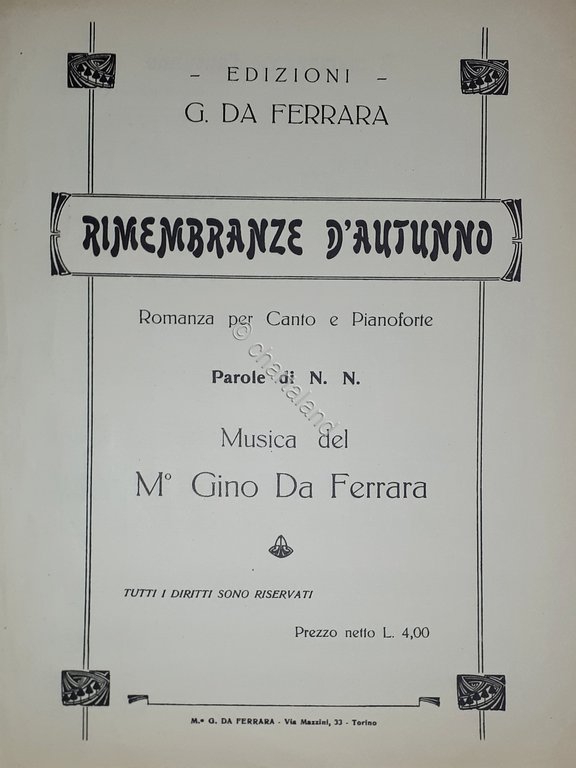 - EDIZIONI -
G. DA FERRARA
RIMEMBRANZE D'AUTUNNO
Romanza per Canto e Pianoforte
Parole di N. N.
© chartaland
Musica del
M° Gino Da Ferrara
TUTTI I DIRITTI SONO RISERVATI
Prezzo netto L. 4,00
M.° G. DA FERRARA - Via Mazzini, 33 - Torino